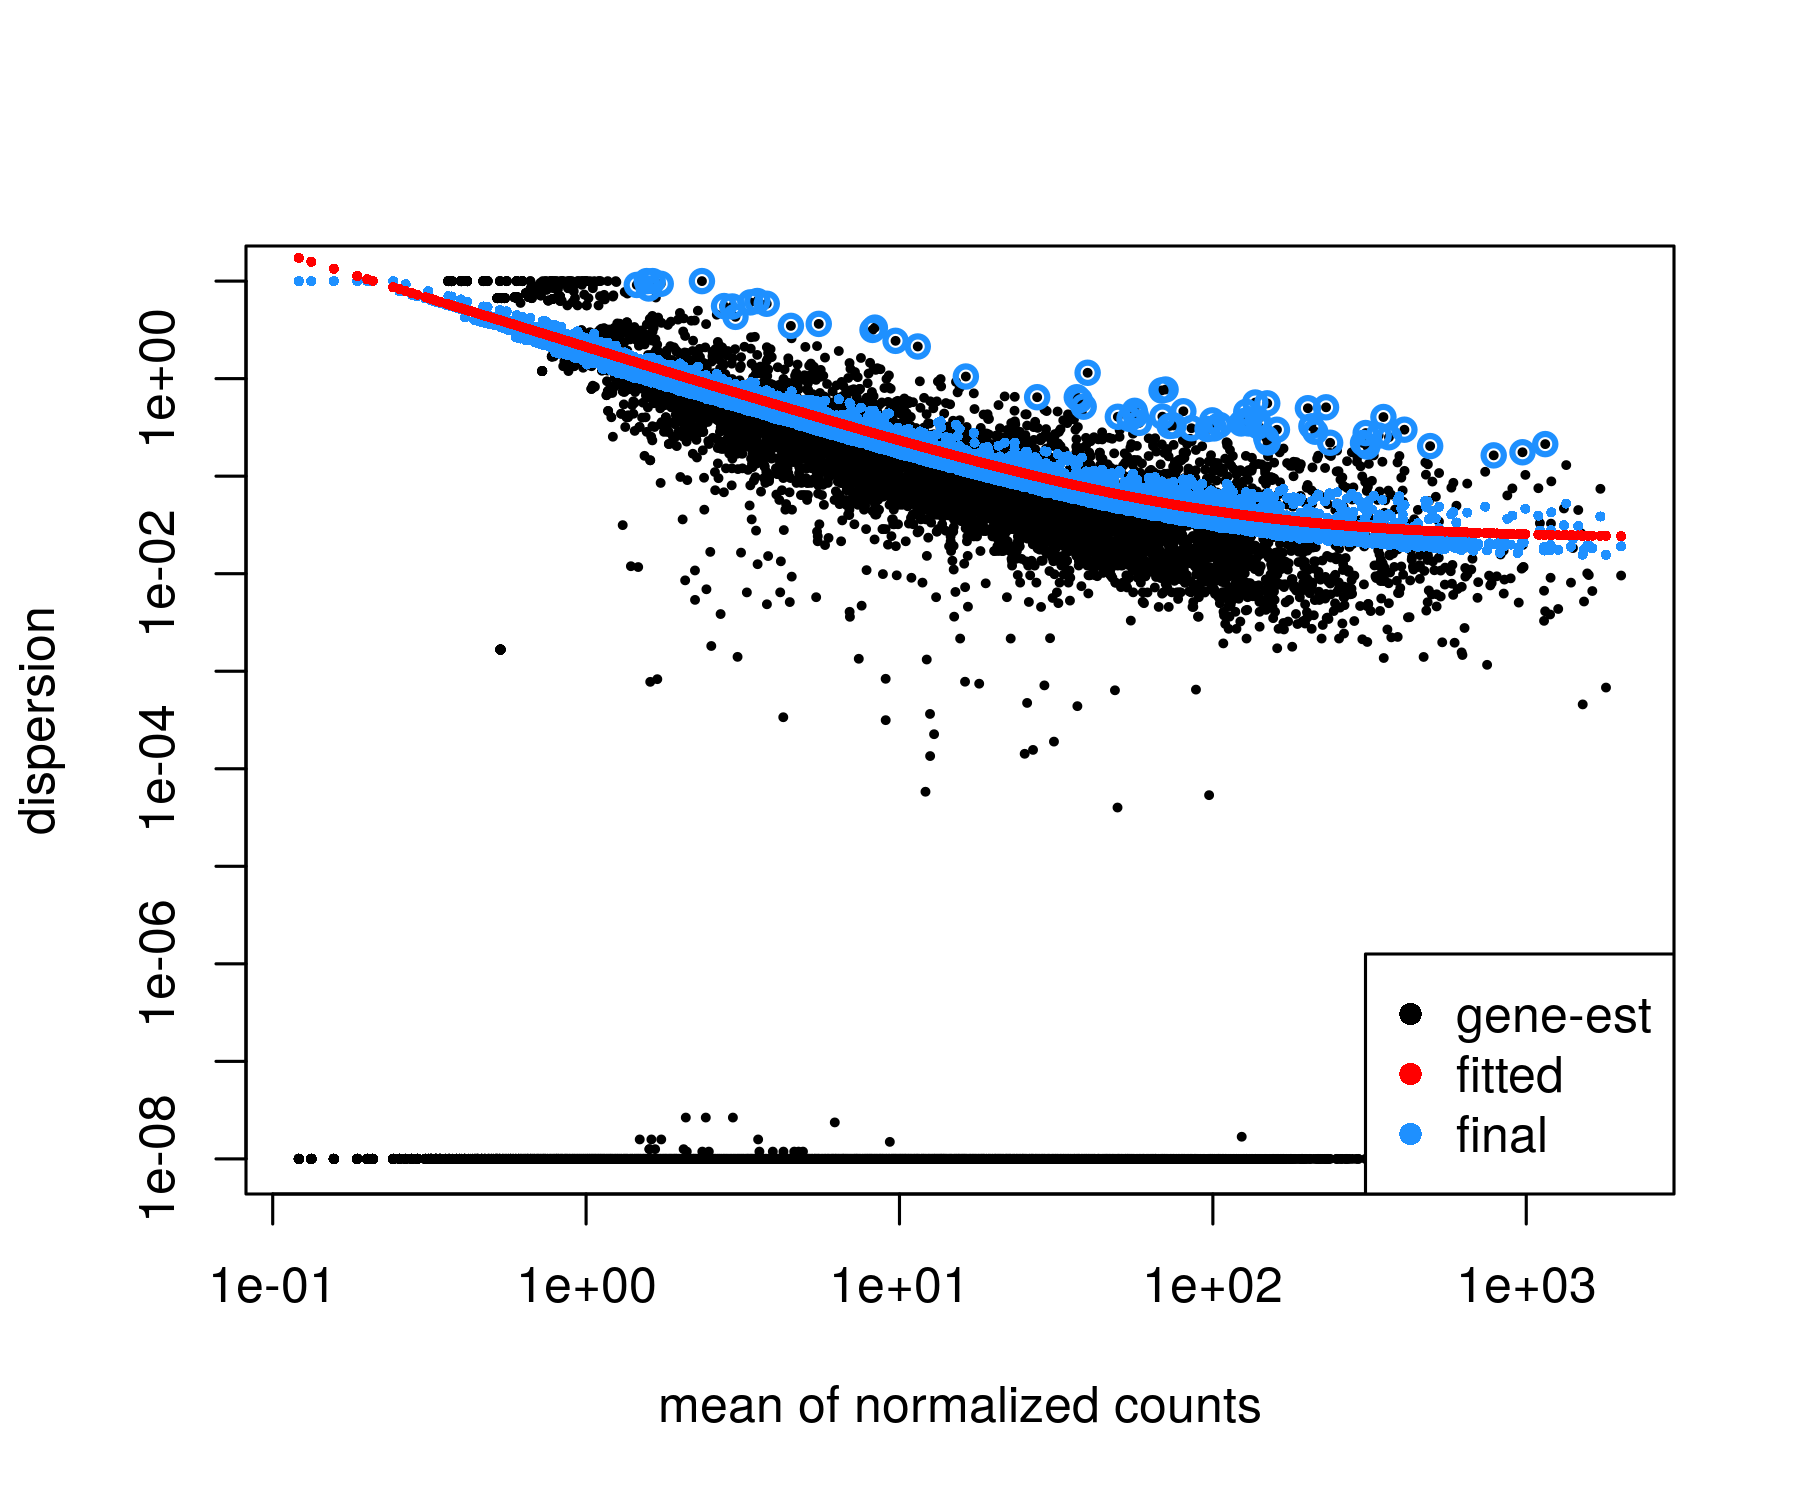 dispersion
1e+00
1e-02
1e-04
1e-06
1e-08
gene-est
fitted
final
1e-01 1e+00 1e+01 1e+02 1e+03
mean of normalized counts